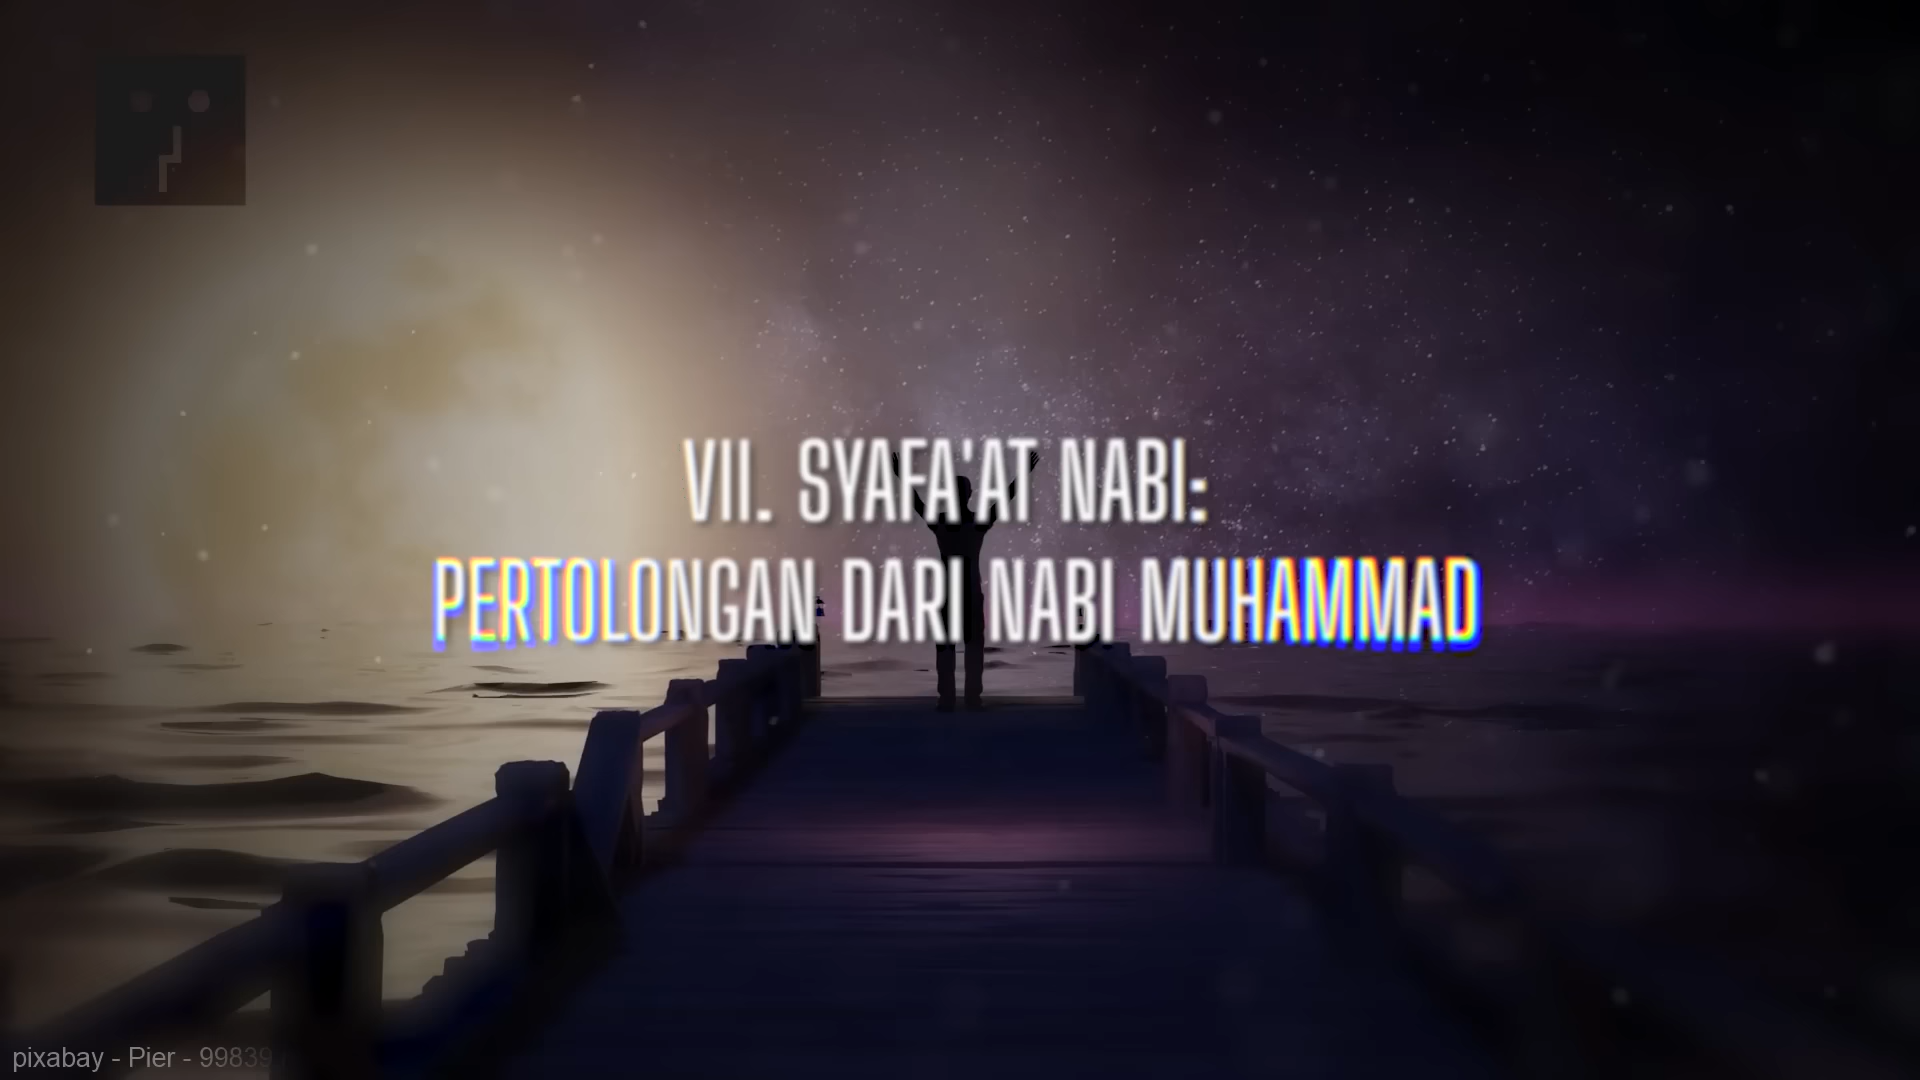 VII. SYAFA'AT NABI:
PERTOLONGAN DARI NABI MUHAMMAD
pixabay - Pier - 99839